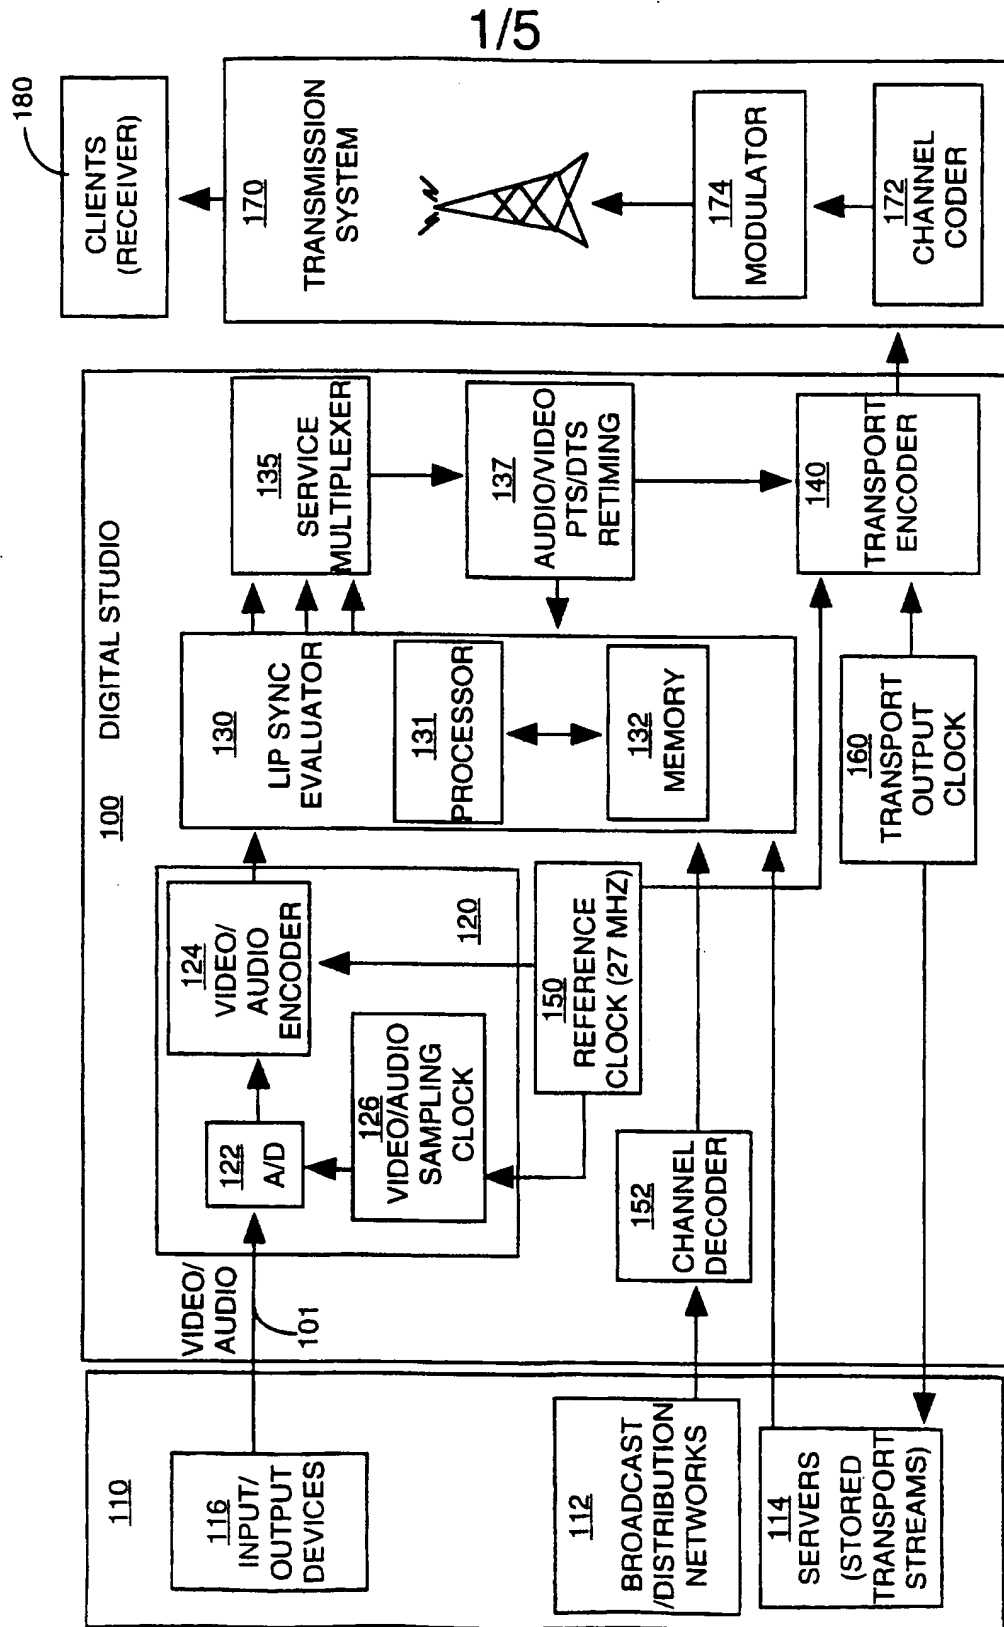 1/5
110
116
INPUT/
OUTPUT
DEVICES
112
BROADCAST
/DISTRIBUTION
NETWORKS
114
SERVERS
(STORED
TRANSPORT
STREAMS)
VIDEO/
AUDIO
101
100 DIGITAL STUDIO
122
A/D
124
VIDEO/
AUDIO
ENCODER
126
VIDEO/AUDIO
SAMPLING
CLOCK
120
150
REFERENCE
CLOCK (27 MHZ)
152
CHANNEL
DECODER
130
LIP SYNC
EVALUATOR
131
PROCESSOR
132
MEMORY
135
SERVICE
MULTIPLEXER
137
AUDIO/VIDEO
PTS/DTS
RETIMING
140
TRANSPORT
ENCODER
160
TRANSPORT
OUTPUT
CLOCK
170
TRANSMISSION
SYSTEM
174
MODULATOR
172
CHANNEL
CODER
180
CLIENTS
(RECEIVER)